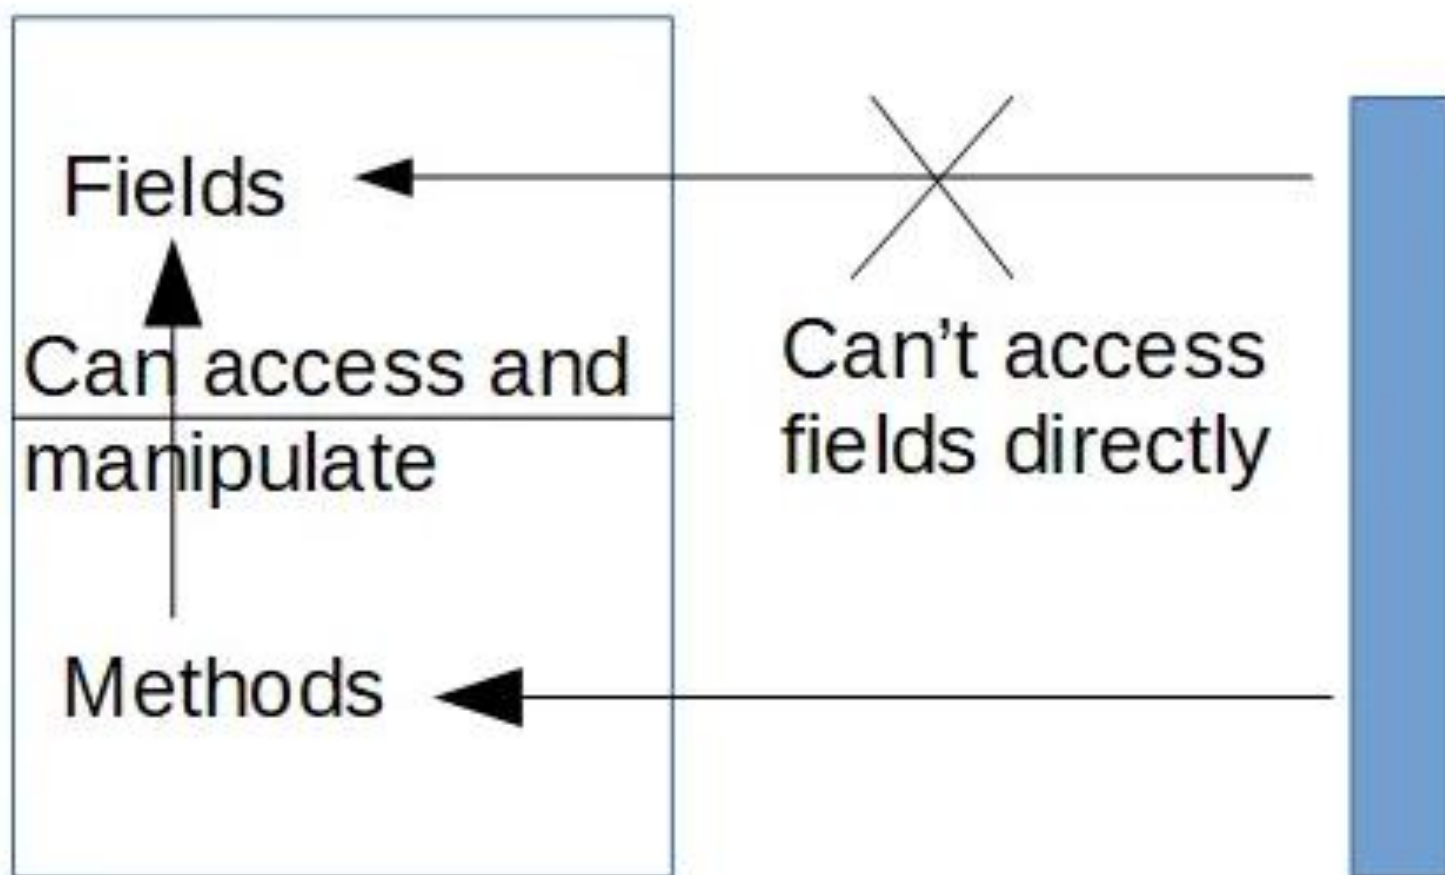 Fields
Can access and
manipulate
Can't access
fields directly
Methods